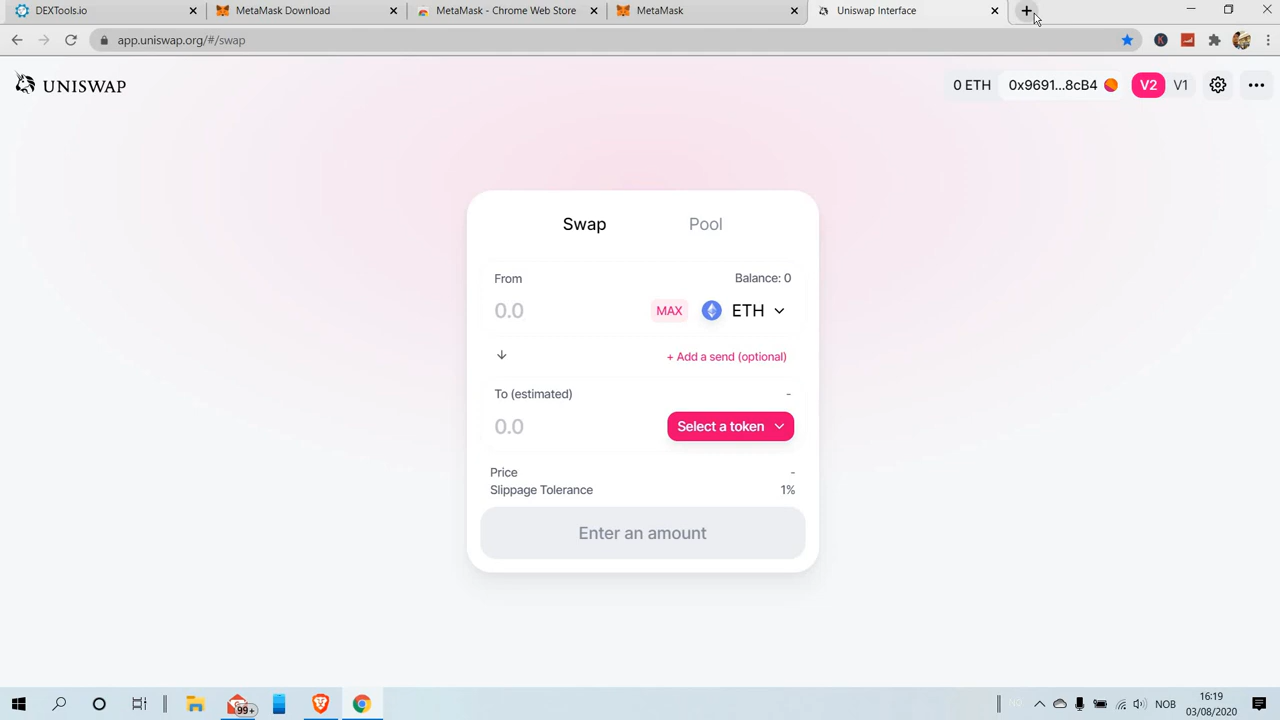 DEXTools.io
MetaMask Download
MetaMask - Chrome Web Store
MetaMask
Uniswap Interface
app.uniswap.org/#/swap
UNISWAP
0 ETH
0x9691...8cB4
V2
V1
Swap
Pool
From
Balance: 0
0.0
MAX
ETH
+ Add a send (optional)
To (estimated)
-
0.0
Select a token
Price
-
Slippage Tolerance
1%
Enter an amount
99+
NOB
16:19
03/08/2020